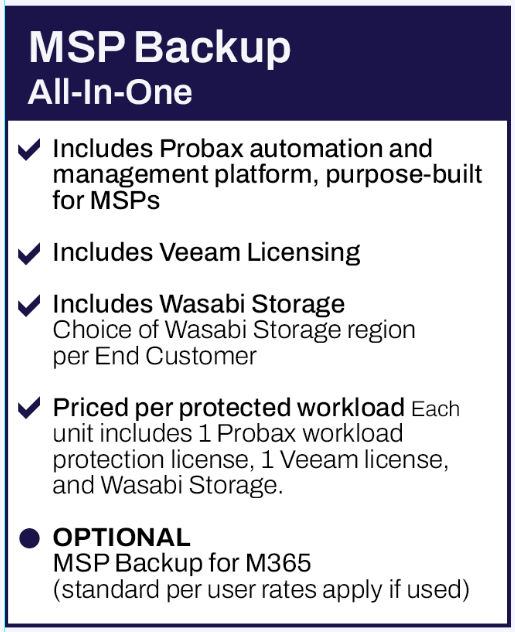 MSP Backup
All-In-One
Includes Probax automation and
management platform, purpose-built
for MSPs
Includes Veeam Licensing
Includes Wasabi Storage
Choice of Wasabi Storage region
per End Customer
Priced per protected workload Each
unit includes 1 Probax workload
protection license, 1 Veeam license,
and Wasabi Storage.
OPTIONAL
MSP Backup for M365
(standard per user rates apply if used)